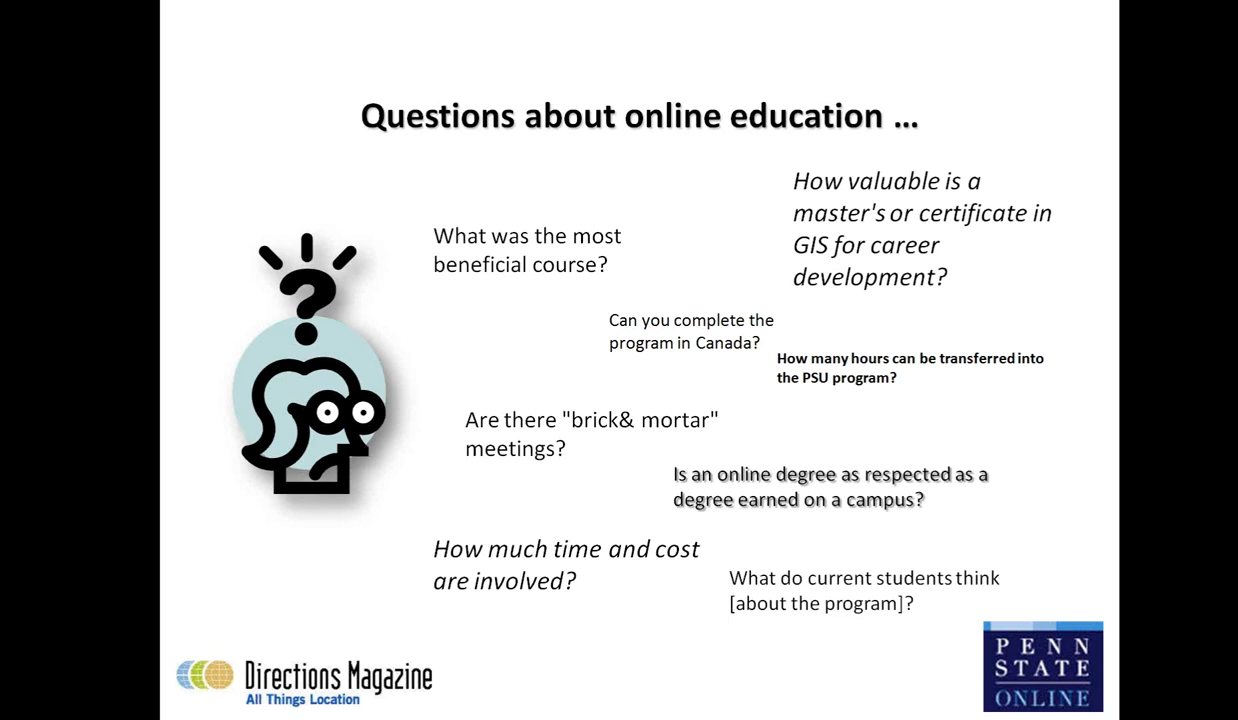 Questions about online education ...
How valuable is a
master's or certificate in
GIS for career
development?
What was the most
beneficial course?
Can you complete the
program in Canada?
How many hours can be transferred into
the PSU program?
Are there "brick& mortar"
meetings?
Is an online degree as respected as a
degree earned on a campus?
How much time and cost
are involved?
What do current students think
[about the program]?
Directions Magazine
All Things Location
PENN
STATE
ONLINE